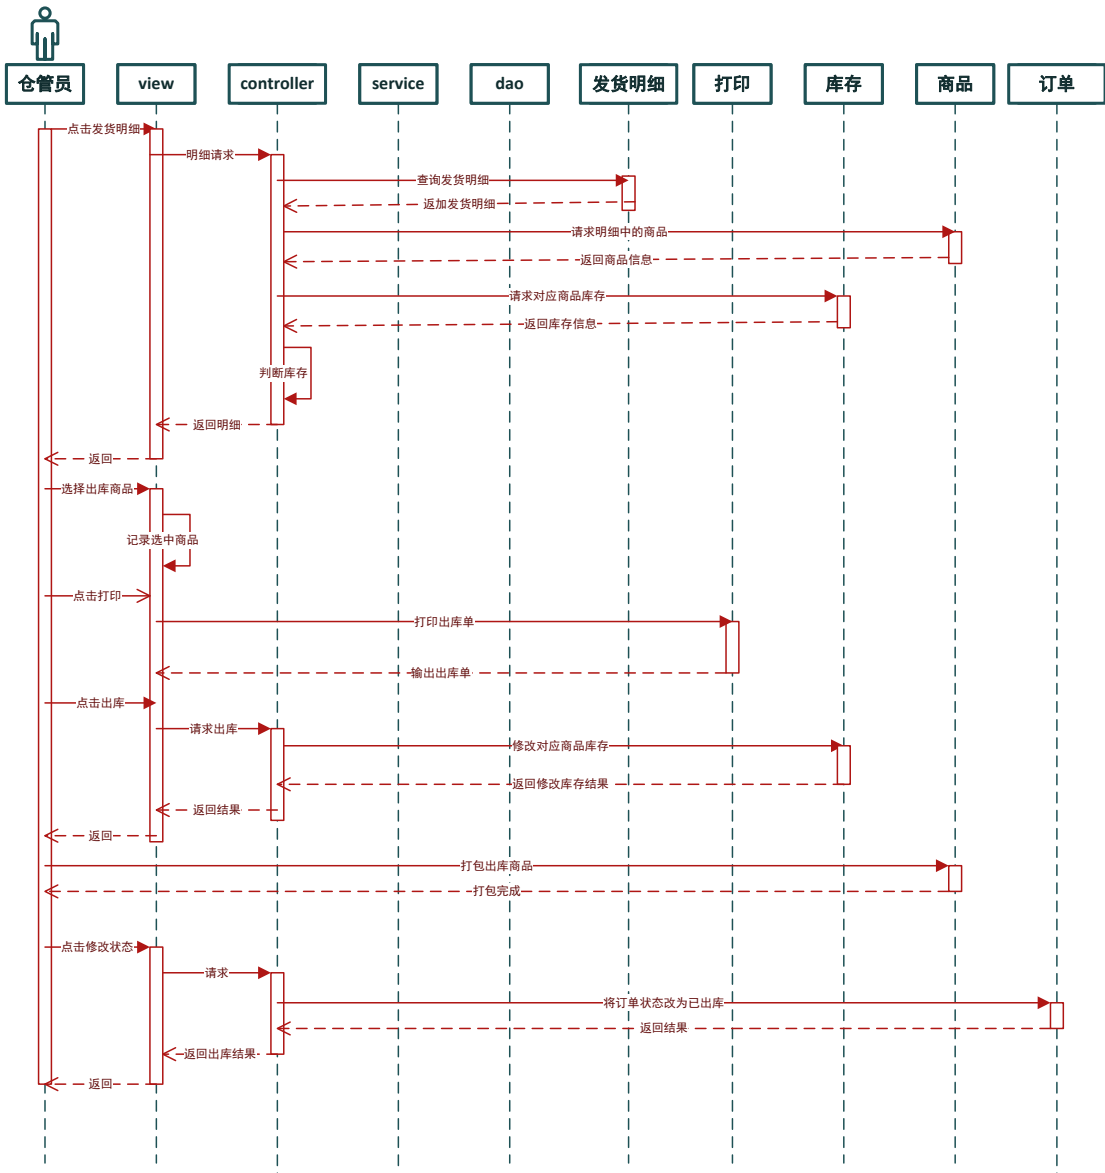 仓管员
view
controller
service
dao
发货明细
打印
库存
商品
订单
点击发货明细
明细请求
查询发货明细
返加发货明细
请求明细中的商品
返回商品信息
请求对应商品库存
返回库存信息
判断库存
返回明细
返回
选择出库商品
记录选中商品
点击打印
打印出库单
输出出库单
点击出库
请求出库
修改对应商品库存
返回修改库存结果
返回结果
返回
打包出库商品
打包完成
点击修改状态
请求
将订单状态改为已出库
返回结果
返回出库结果
返回